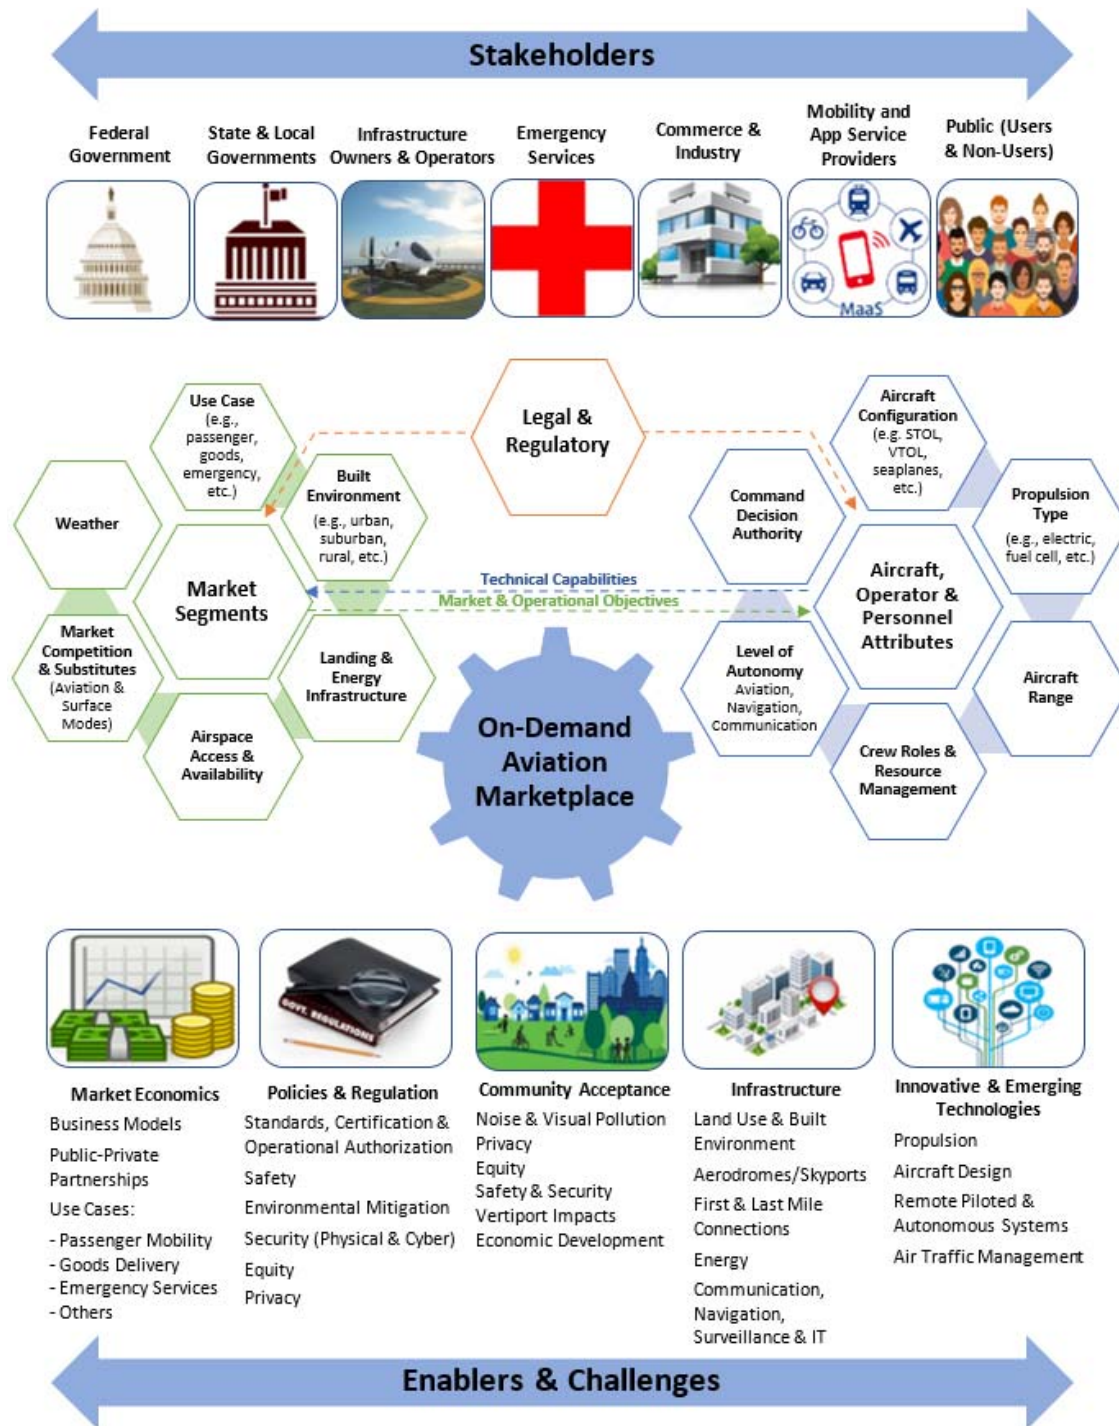 Stakeholders
Federal
Government
State & Local
Governments
Infrastructure
Owners & Operators
Emergency
Services
Commerce &
Industry
Mobility and
App Service
Providers
Public (Users
& Non-Users)
MaaS
Legal &
Regulatory
Use Case
(e.g.,
passenger,
goods,
emergency,
etc.)
Built
Environment
(e.g., urban,
suburban,
rural, etc.)
Weather
Market
Segments
Market
Competition
& Substitutes
(Aviation &
Surface
Modes)
Landing &
Energy
Infrastructure
Airspace
Access &
Availability
Technical Capabilities
Market & Operational Objectives
Aircraft
Configuration
(e.g. STOL,
VTOL,
seaplanes,
etc.)
Command
Decision
Authority
Propulsion
Type
(e.g., electric,
fuel cell, etc.)
Aircraft,
Operator &
Personnel
Attributes
Level of
Autonomy
Aviation,
Navigation,
Communication
Aircraft
Range
Crew Roles &
Resource
Management
On-Demand
Aviation
Marketplace
GOVT. REGULATIONS
Market Economics
Business Models
Public-Private
Partnerships
Use Cases:
- Passenger Mobility
- Goods Delivery
- Emergency Services
- Others
Policies & Regulation
Standards, Certification &
Operational Authorization
Safety
Environmental Mitigation
Security (Physical & Cyber)
Equity
Privacy
Community Acceptance
Noise & Visual Pollution
Privacy
Equity
Safety & Security
Vertiport Impacts
Economic Development
Infrastructure
Land Use & Built
Environment
Aerodromes/Skyports
First & Last Mile
Connections
Energy
Communication,
Navigation,
Surveillance & IT
Innovative & Emerging
Technologies
Propulsion
Aircraft Design
Remote Piloted &
Autonomous Systems
Air Traffic Management
Enablers & Challenges